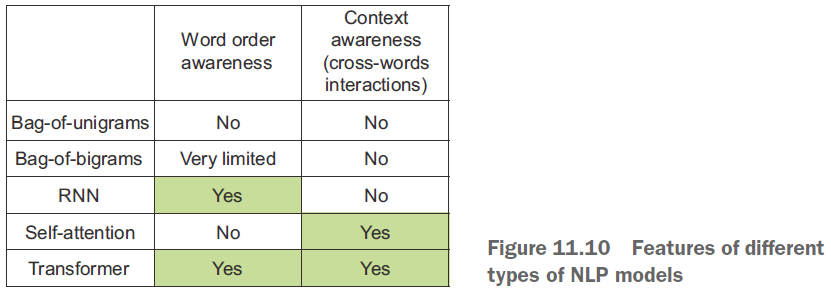 Word order
awareness
Context
awareness
(cross-words
interactions)
Bag-of-unigrams No No
Bag-of-bigrams Very limited No
RNN Yes No
Self-attention No Yes
Transformer Yes Yes
Figure 11.10 Features of different
types of NLP models